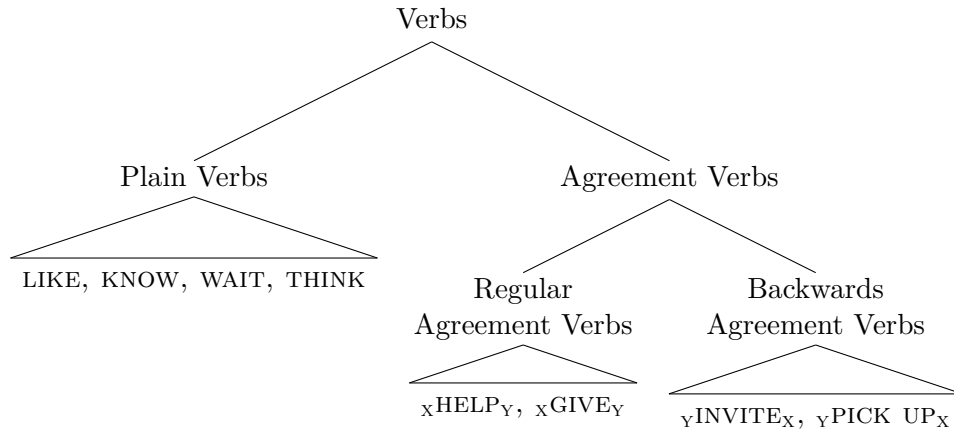 Verbs
Plain Verbs
Agreement Verbs
LIKE, KNOW, WAIT, THINK
Regular
Agreement Verbs
Backwards
Agreement Verbs
XHELPY, XGIVEY
YINVITEX, YPICK UPX